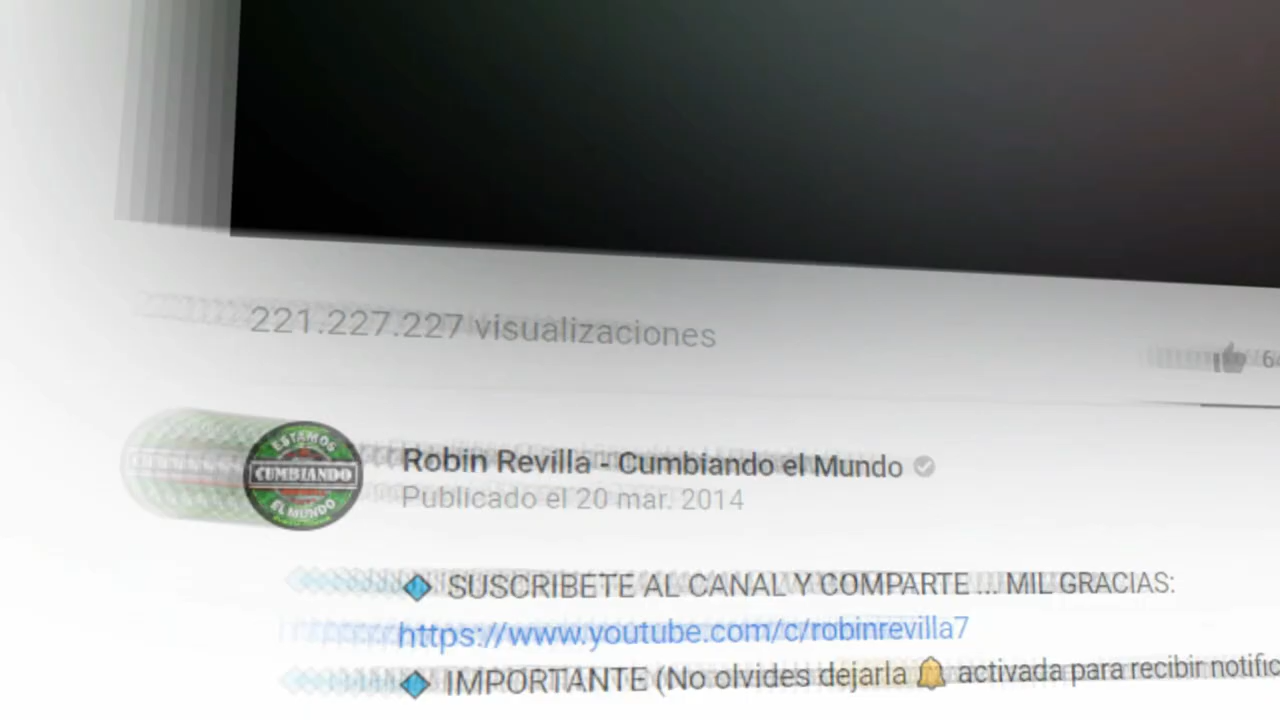 221.227.227 visualizaciones
ESTAMOS
CUMBIANDO
EL MUNDO
Robin Revilla - Cumbiando el Mundo
Publicado el 20 mar. 2014
SUSCRIBETE AL CANAL Y COMPARTE ... MIL GRACIAS:
https://www.youtube.com/c/robinrevilla7
IMPORTANTE (No olvides dejarla 🔔 activada para recibir